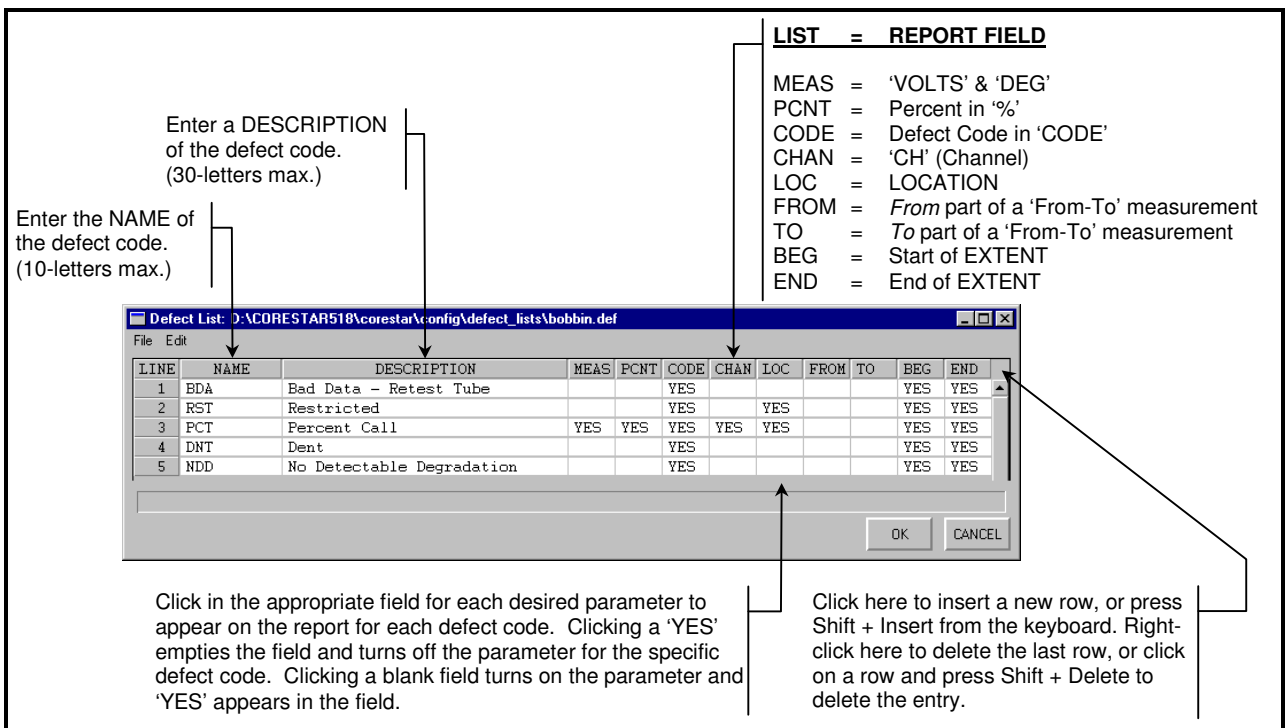 LIST = REPORT FIELD
MEAS = ‘VOLTS’ & ‘DEG’
PCNT = Percent in ‘%’
CODE = Defect Code in ‘CODE’
CHAN = ‘CH’ (Channel)
LOC = LOCATION
FROM = From part of a ‘From-To’ measurement
TO = To part of a ‘From-To’ measurement
BEG = Start of EXTENT
END = End of EXTENT
Enter a DESCRIPTION
of the defect code.
(30-letters max.)
Enter the NAME of
the defect code.
(10-letters max.)
Defect List: D:\CORESTAR518\corestar\config\defect_lists\bobbin.def
File Edit
LINE NAME DESCRIPTION MEAS PCNT CODE CHAN LOC FROM TO BEG END
1 BDA Bad Data - Retest Tube YES YES YES
2 RST Restricted YES YES YES YES
3 PCT Percent Call YES YES YES YES YES YES YES
4 DNT Dent YES YES YES
5 NDD No Detectable Degradation YES YES YES
OK CANCEL
Click in the appropriate field for each desired parameter to
appear on the report for each defect code. Clicking a ‘YES’
empties the field and turns off the parameter for the specific
defect code. Clicking a blank field turns on the parameter and
‘YES’ appears in the field.
Click here to insert a new row, or press
Shift + Insert from the keyboard. Right-
click here to delete the last row, or click
on a row and press Shift + Delete to
delete the entry.